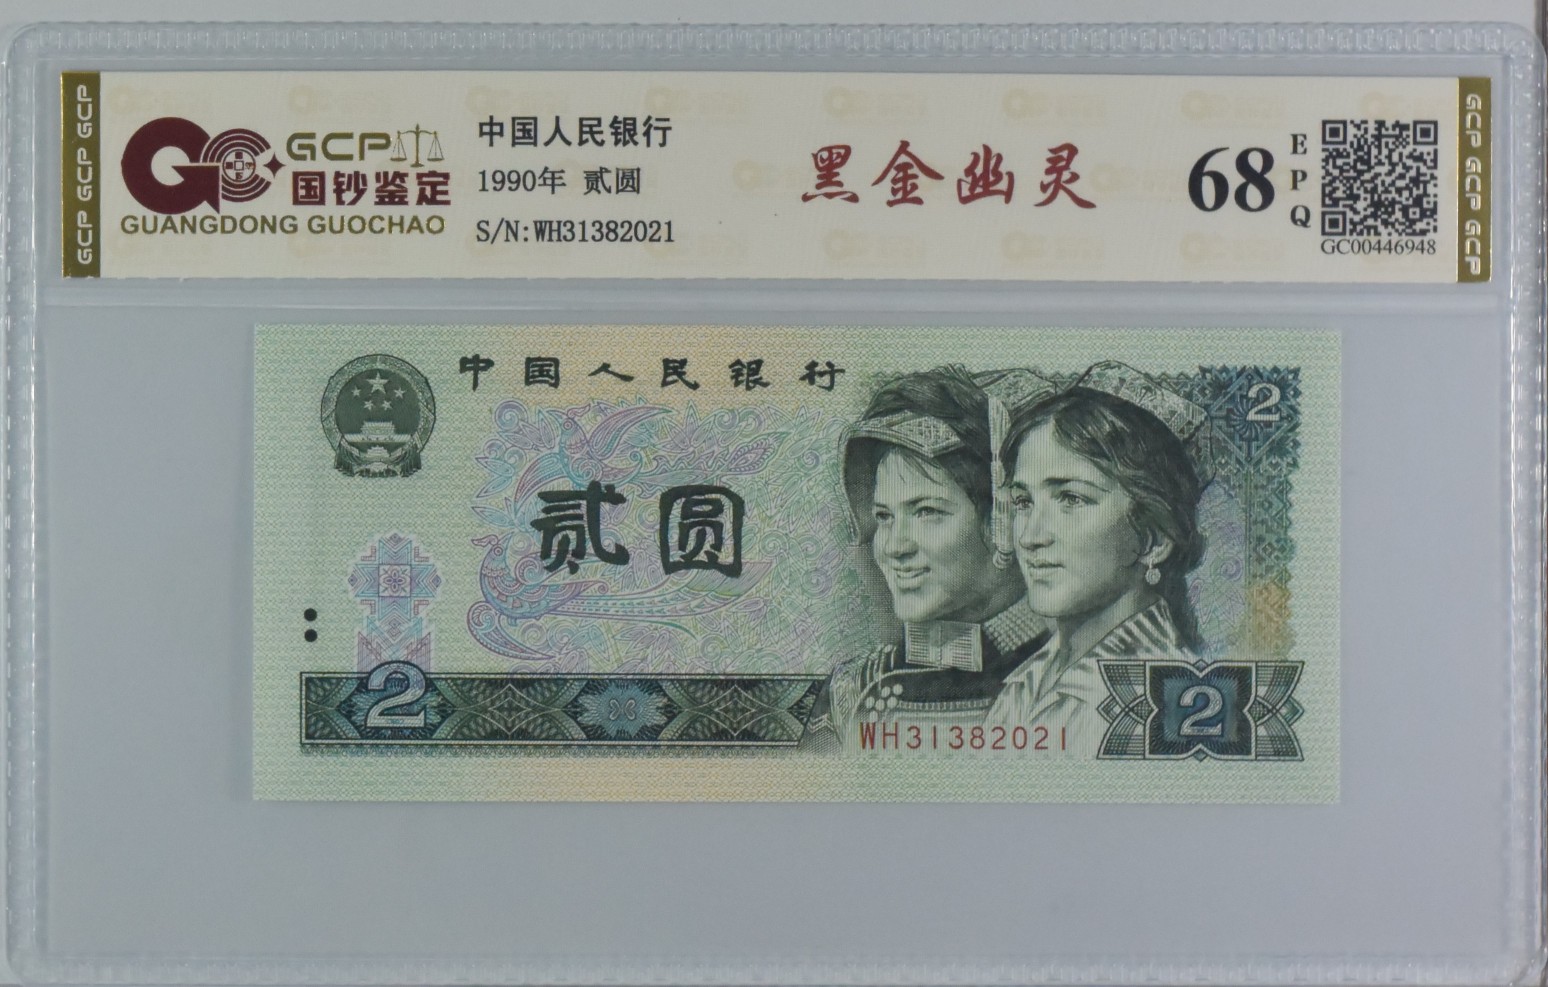 GCP GCP GCP
GCP
国钞鉴定
GUANGDONG GUOCHAO
中国人民银行
1990年 贰圆
S/N:WH31382021
黑金幽灵
68
EPQ
GC00446948
GCP GCP GCP
中国人民银行
2
贰圆
2
WH31382021
2